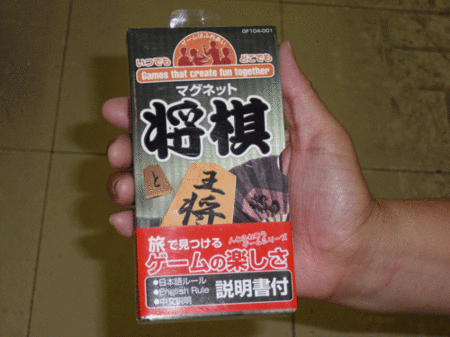 GF104-001
いつでも どこでも
Games that create fun together
マグネット
将棋
と
王将
旅で見つける
ゲームの楽しさ
●日本語ルール
●English Rule
●中文説明
説明書付